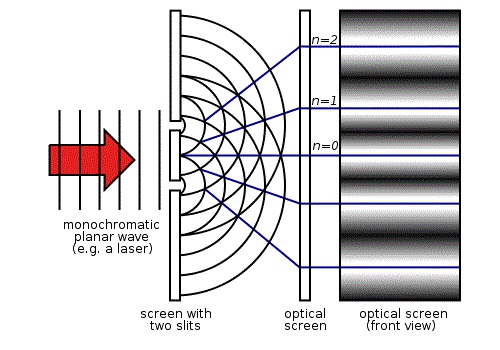 n=2
n=1
n=0
monochromatic
planar wave
(e.g. a laser)
screen with
two slits
optical
screen
optical screen
(front view)